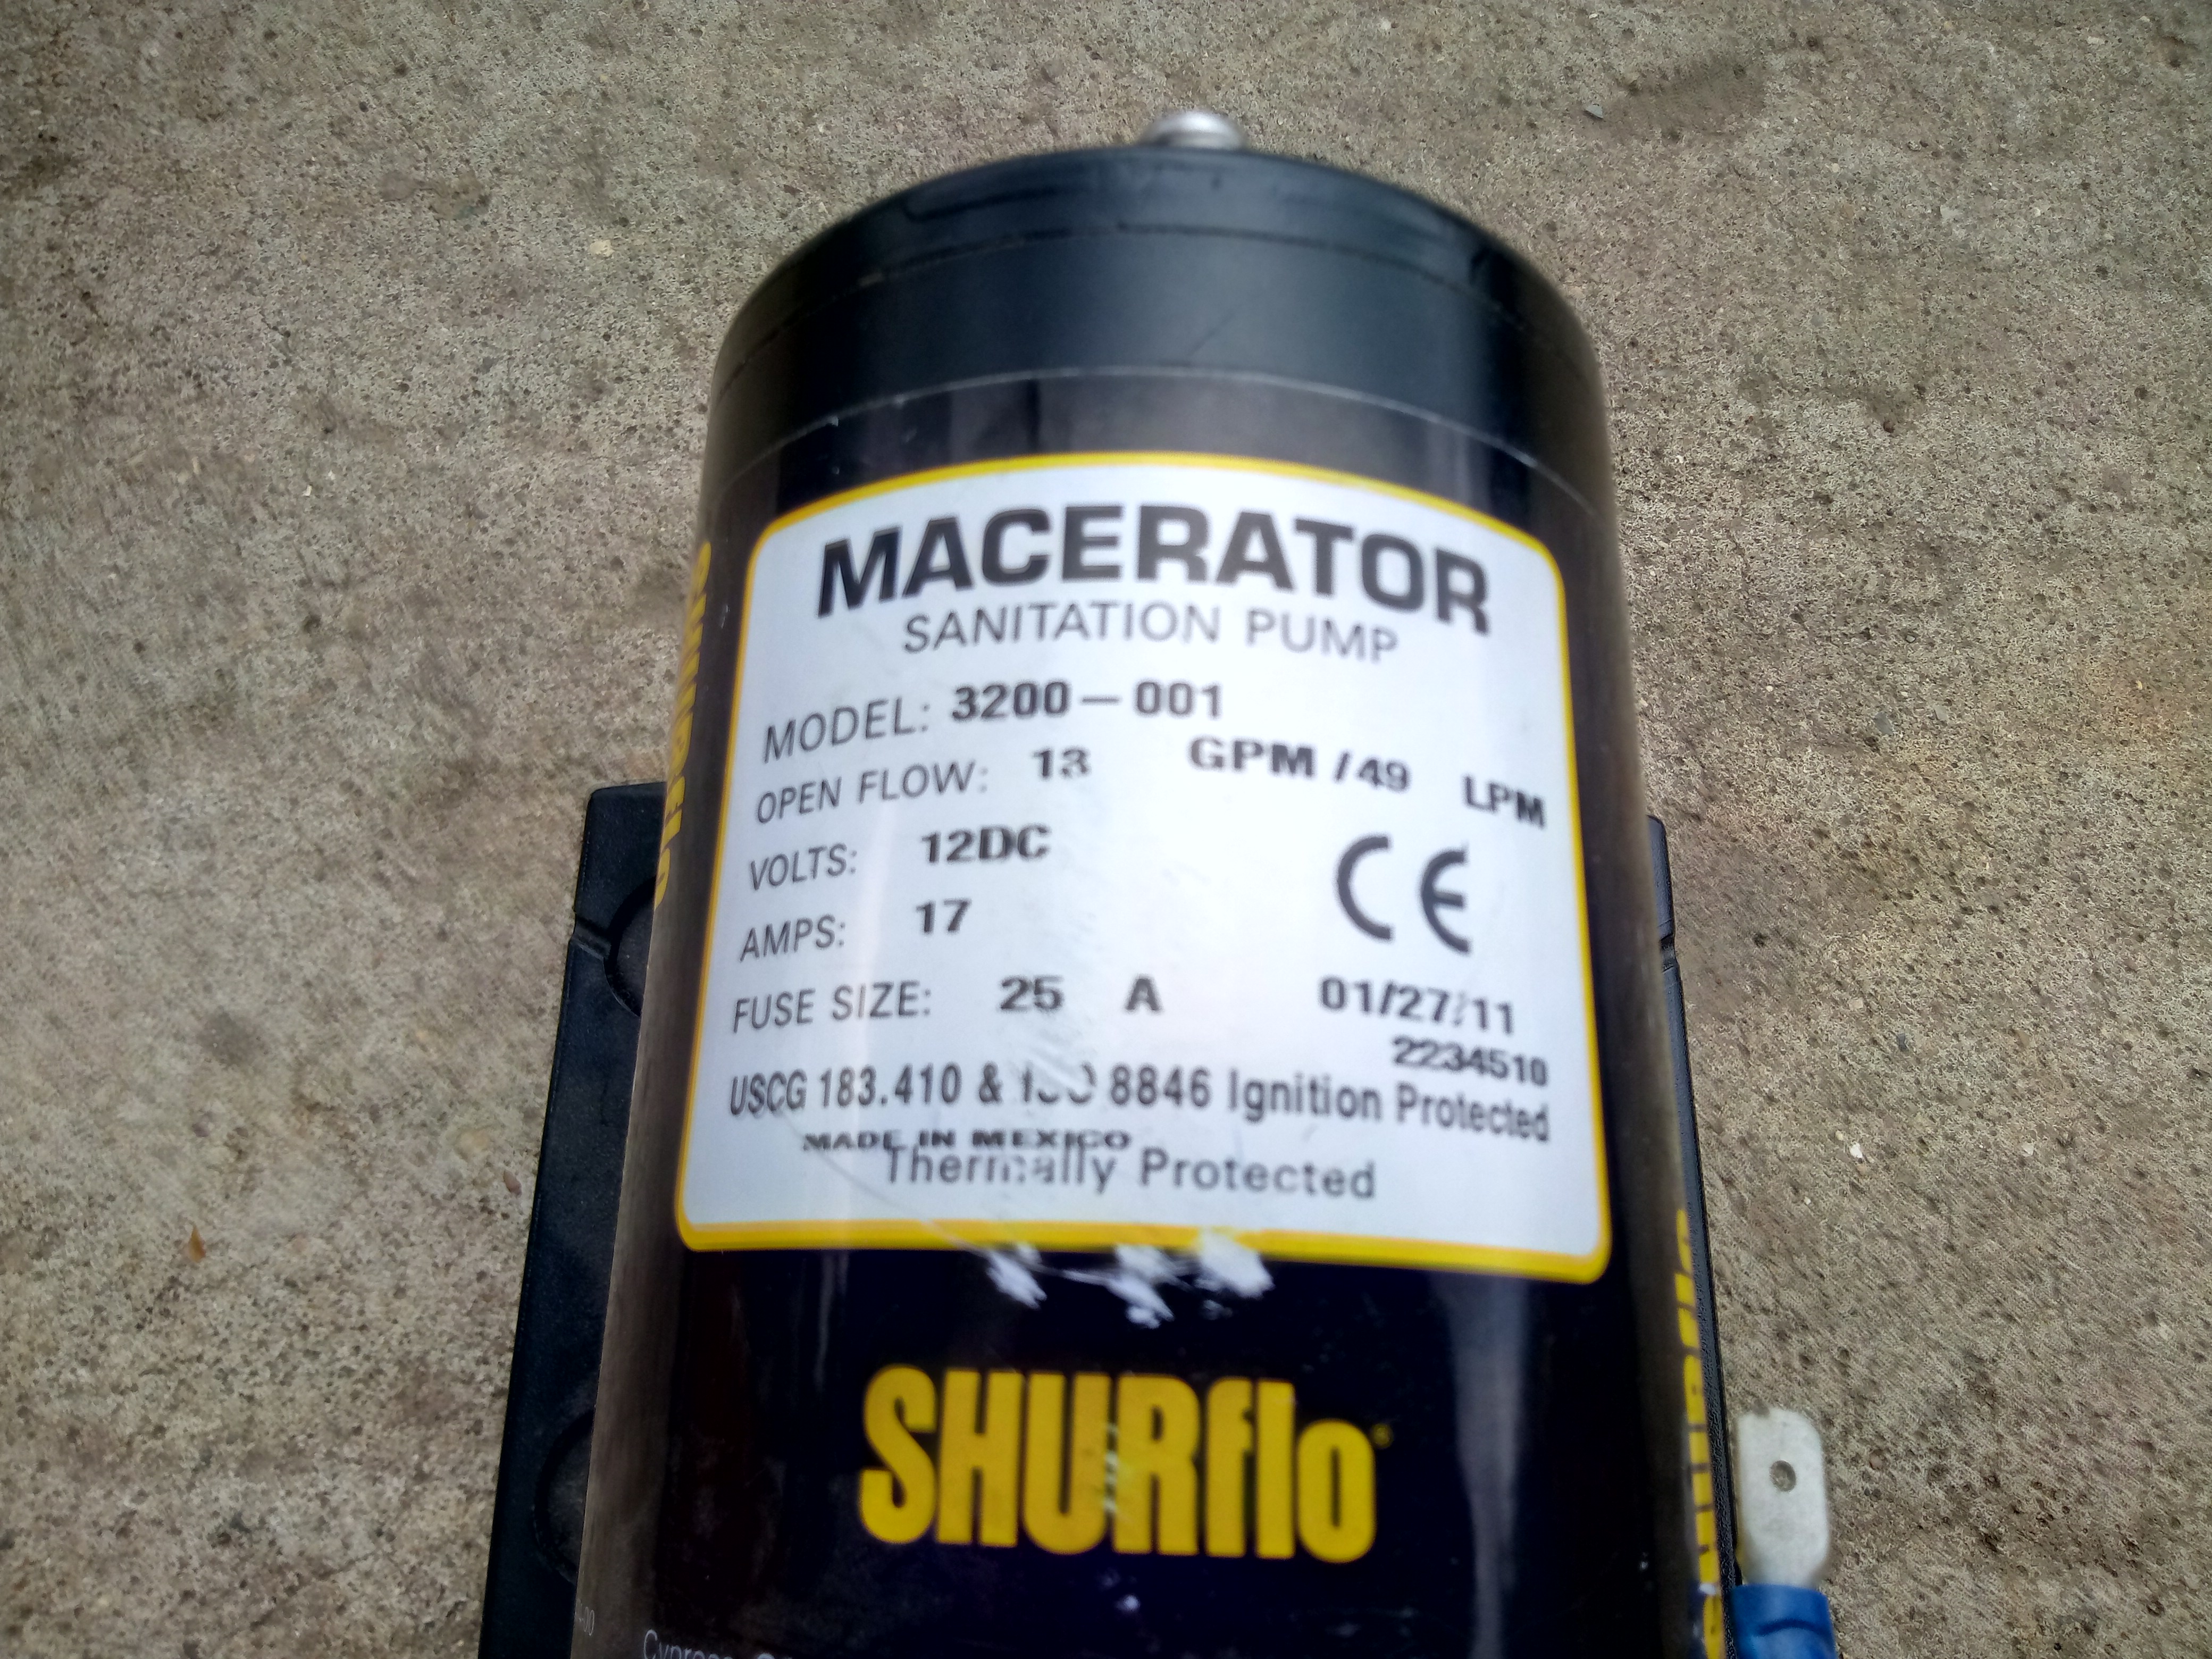 MACERATOR
SANITATION PUMP
MODEL: 3200-001
OPEN FLOW: 13 GPM /49 LPM
VOLTS: 12DC
AMPS: 17
CE
FUSE SIZE: 25 A
01/27/11
2234510
USCG 183.410 & ISO 8846 Ignition Protected
MADE IN MEXICO
Thermally Protected
SHURflo